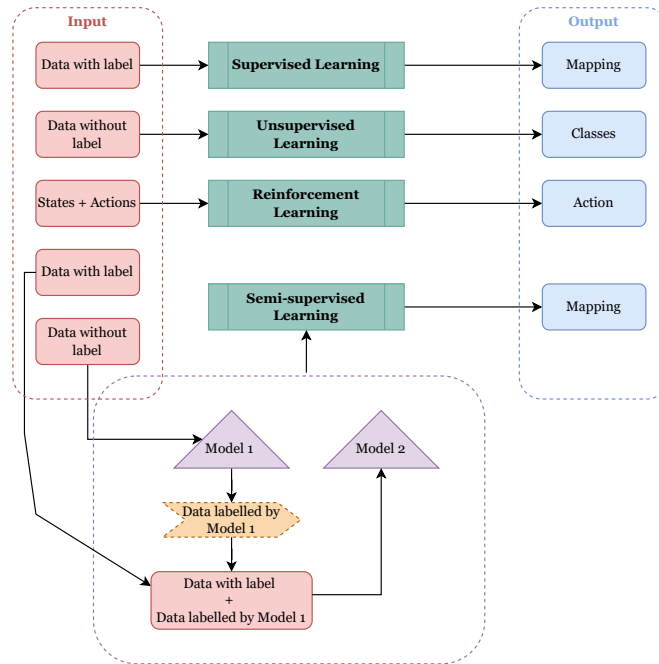 Input
Output
Data with label
Supervised Learning
Mapping
Data without
label
Unsupervised
Learning
Classes
States + Actions
Reinforcement
Learning
Action
Data with label
Semi-supervised
Learning
Mapping
Data without
label
Model 1
Model 2
Data labelled by
Model 1
Data with label
+
Data labelled by Model 1